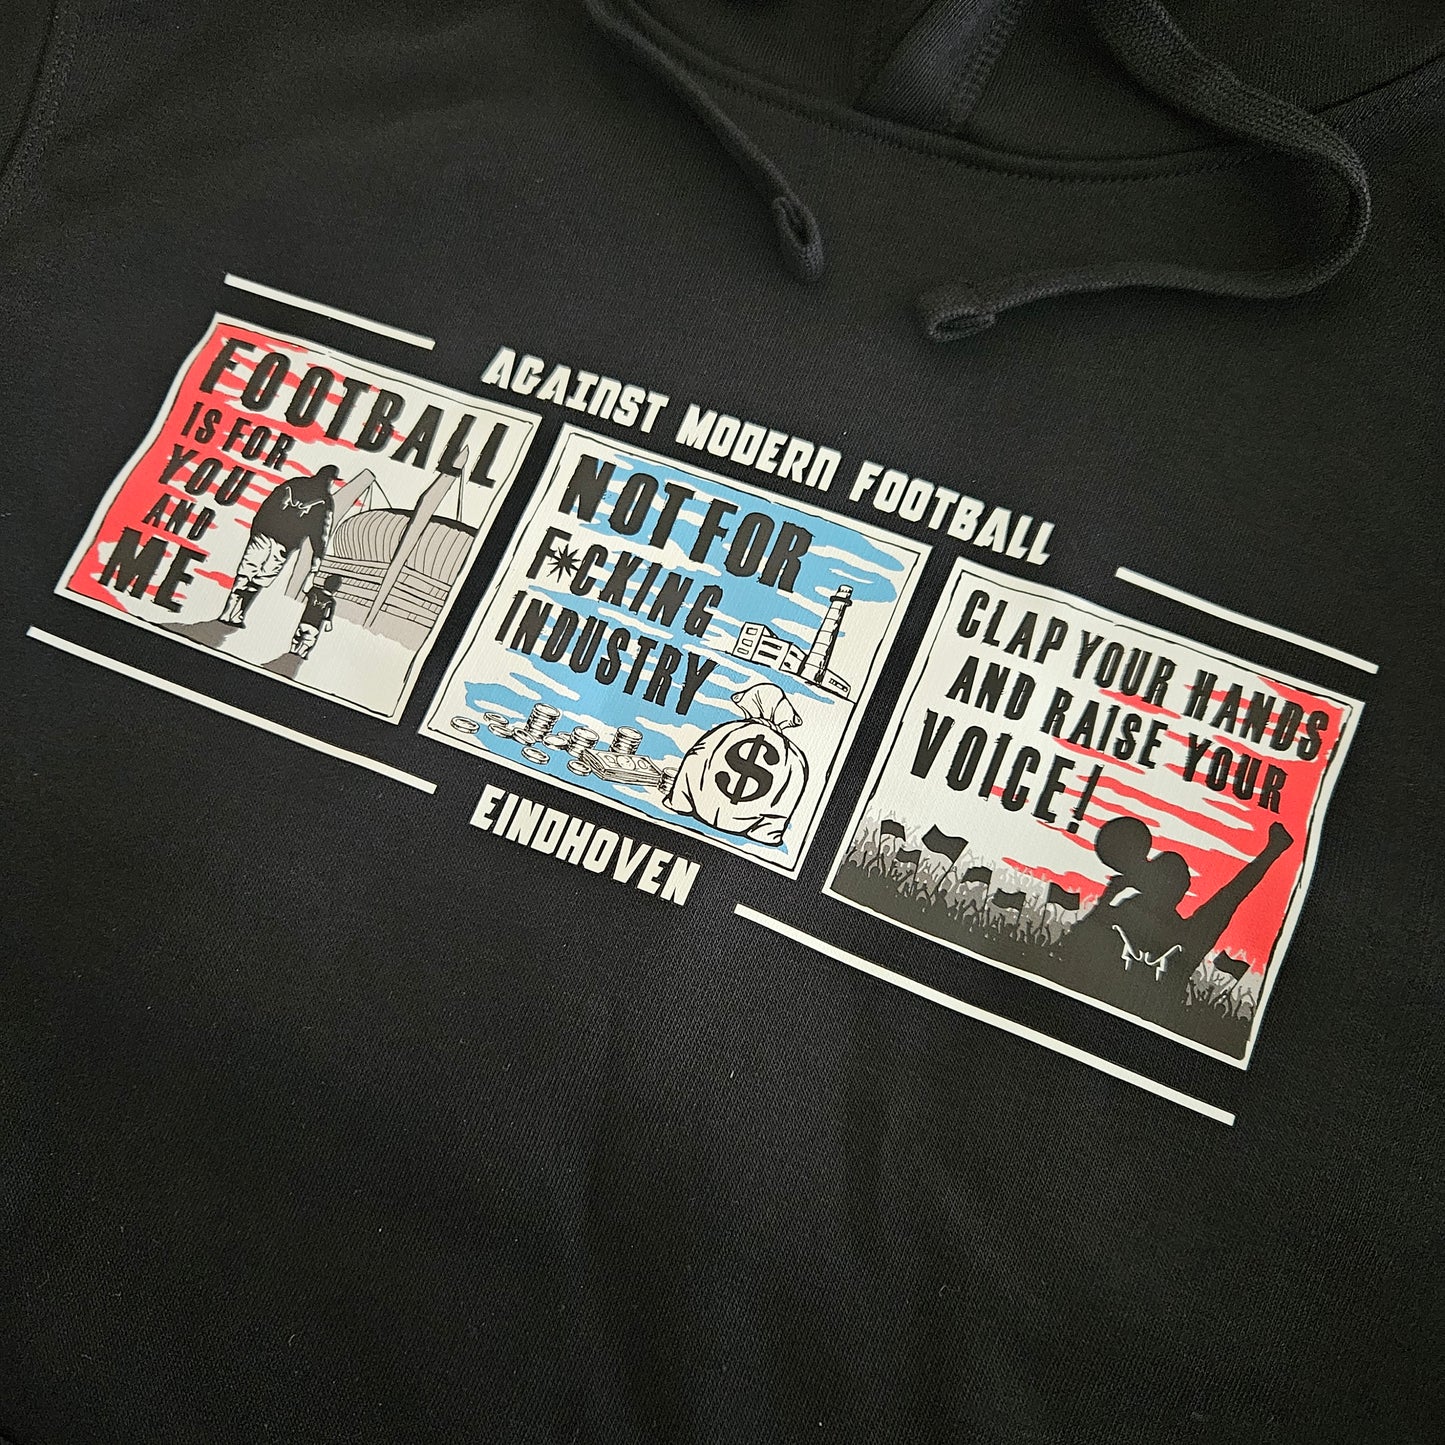 AGAINST MODERN FOOTBALL
FOOTBALL
IS FOR
YOU
AND
ME
NOT FOR
F*CKING
INDUSTRY
$
CLAP YOUR HANDS
AND RAISE YOUR
VOICE!
EINDHOVEN